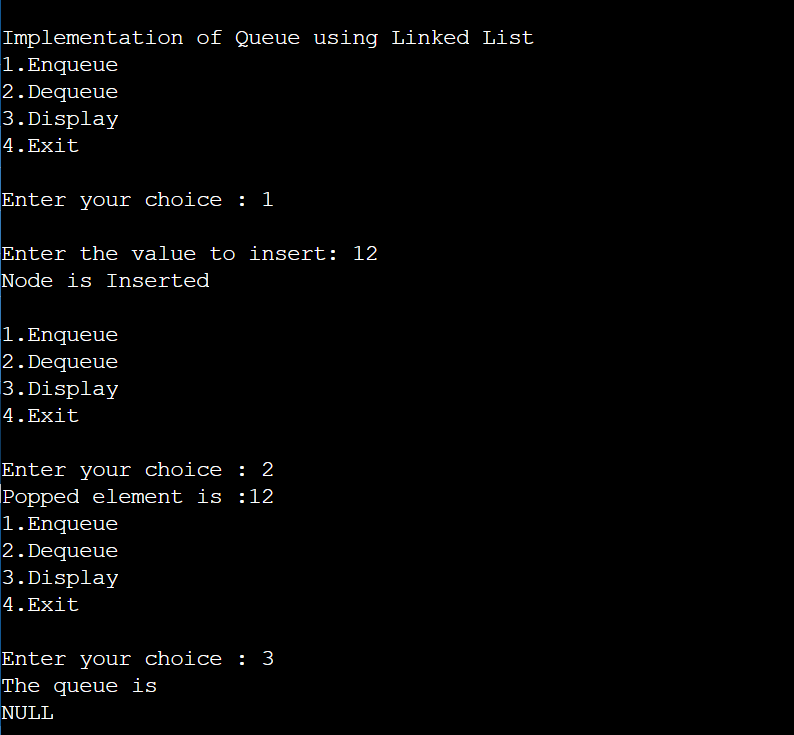 Implementation of Queue using Linked List
1.Enqueue
2.Dequeue
3.Display
4.Exit
Enter your choice : 1
Enter the value to insert: 12
Node is Inserted
1.Enqueue
2.Dequeue
3.Display
4.Exit
Enter your choice : 2
Popped element is :12
1.Enqueue
2.Dequeue
3.Display
4.Exit
Enter your choice : 3
The queue is
NULL